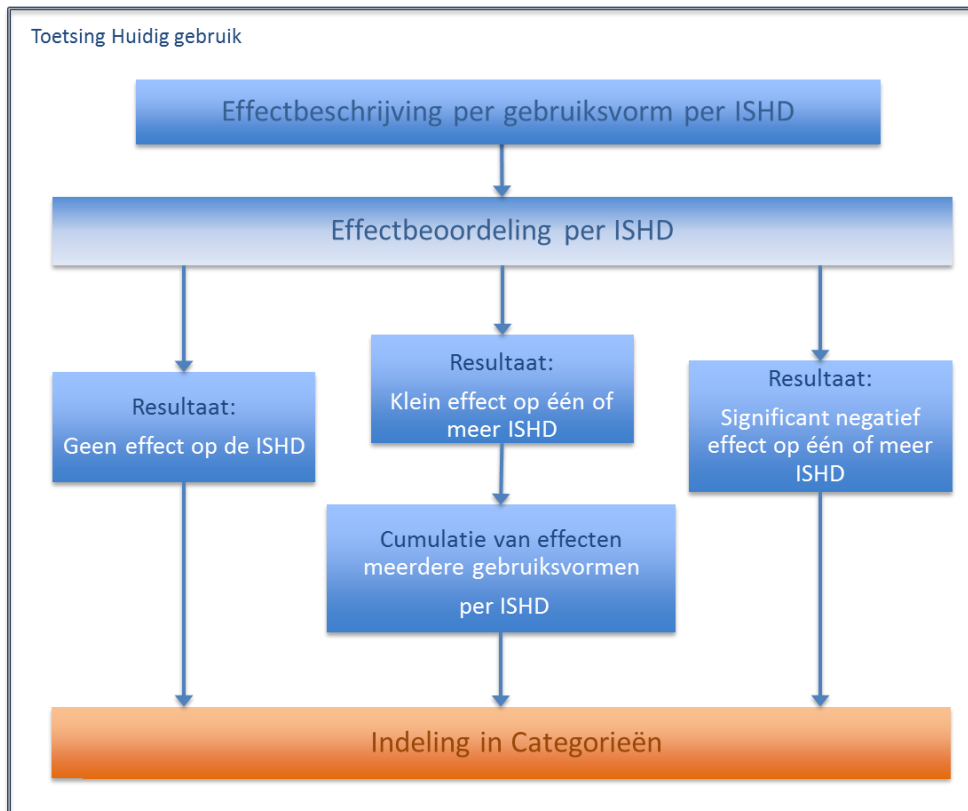 Toetsing Huidig gebruik
Effectbeschrijving per gebruiksvorm per ISHD
Effectbeoordeling per ISHD
Resultaat:
Geen effect op de ISHD
Resultaat:
Klein effect op één of
meer ISHD
Resultaat:
Significant negatief
effect op één of meer
ISHD
Cumulatie van effecten
meerdere gebruiksvormen
per ISHD
Indeling in Categorieën